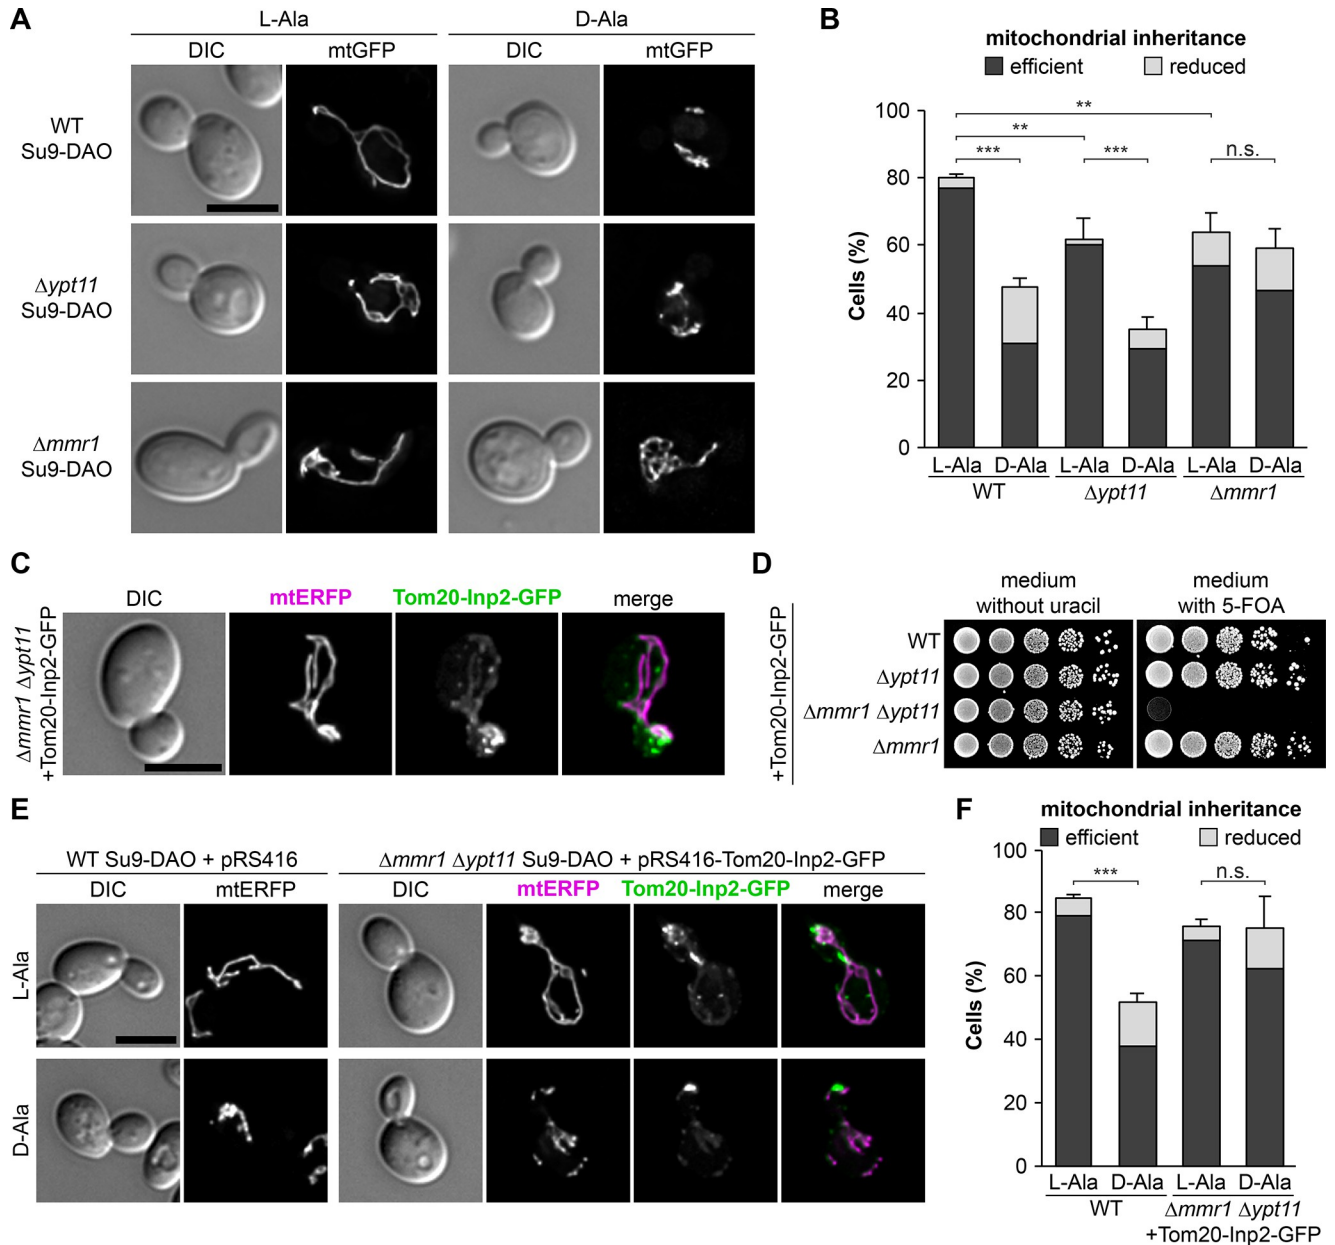 A
L-Ala
D-Ala
DIC
mtGFP
DIC
mtGFP
WT
Su9-DAO
Δypt11
Su9-DAO
Δmmr1
Su9-DAO
B
mitochondrial inheritance
efficient
reduced
Cells (%)
100
80
60
40
20
0
**
**
***
***
n.s.
L-Ala
D-Ala
L-Ala
D-Ala
L-Ala
D-Ala
WT
Δypt11
Δmmr1
C
DIC
mtERFP
Tom20-Inp2-GFP
merge
Δmmr1 Δypt11
+Tom20-Inp2-GFP
D
medium
without uracil
medium
with 5-FOA
+Tom20-Inp2-GFP
WT
Δypt11
Δmmr1 Δypt11
Δmmr1
E
WT Su9-DAO + pRS416
Δmmr1 Δypt11 Su9-DAO + pRS416-Tom20-Inp2-GFP
DIC
mtERFP
DIC
mtERFP
Tom20-Inp2-GFP
merge
L-Ala
D-Ala
F
mitochondrial inheritance
efficient
reduced
Cells (%)
100
80
60
40
20
0
***
n.s.
L-Ala
D-Ala
L-Ala
D-Ala
WT
Δmmr1 Δypt11
+Tom20-Inp2-GFP